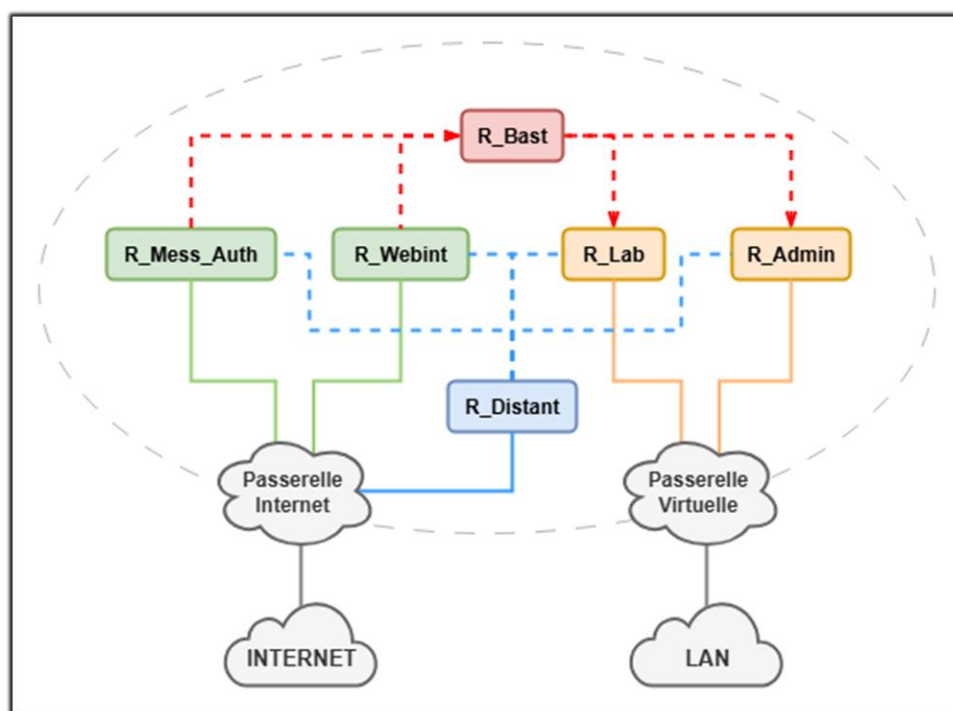 R_Bast
R_Mess_Auth
R_Webint
R_Lab
R_Admin
R_Distant
Passerelle
Internet
Passerelle
Virtuelle
INTERNET
LAN